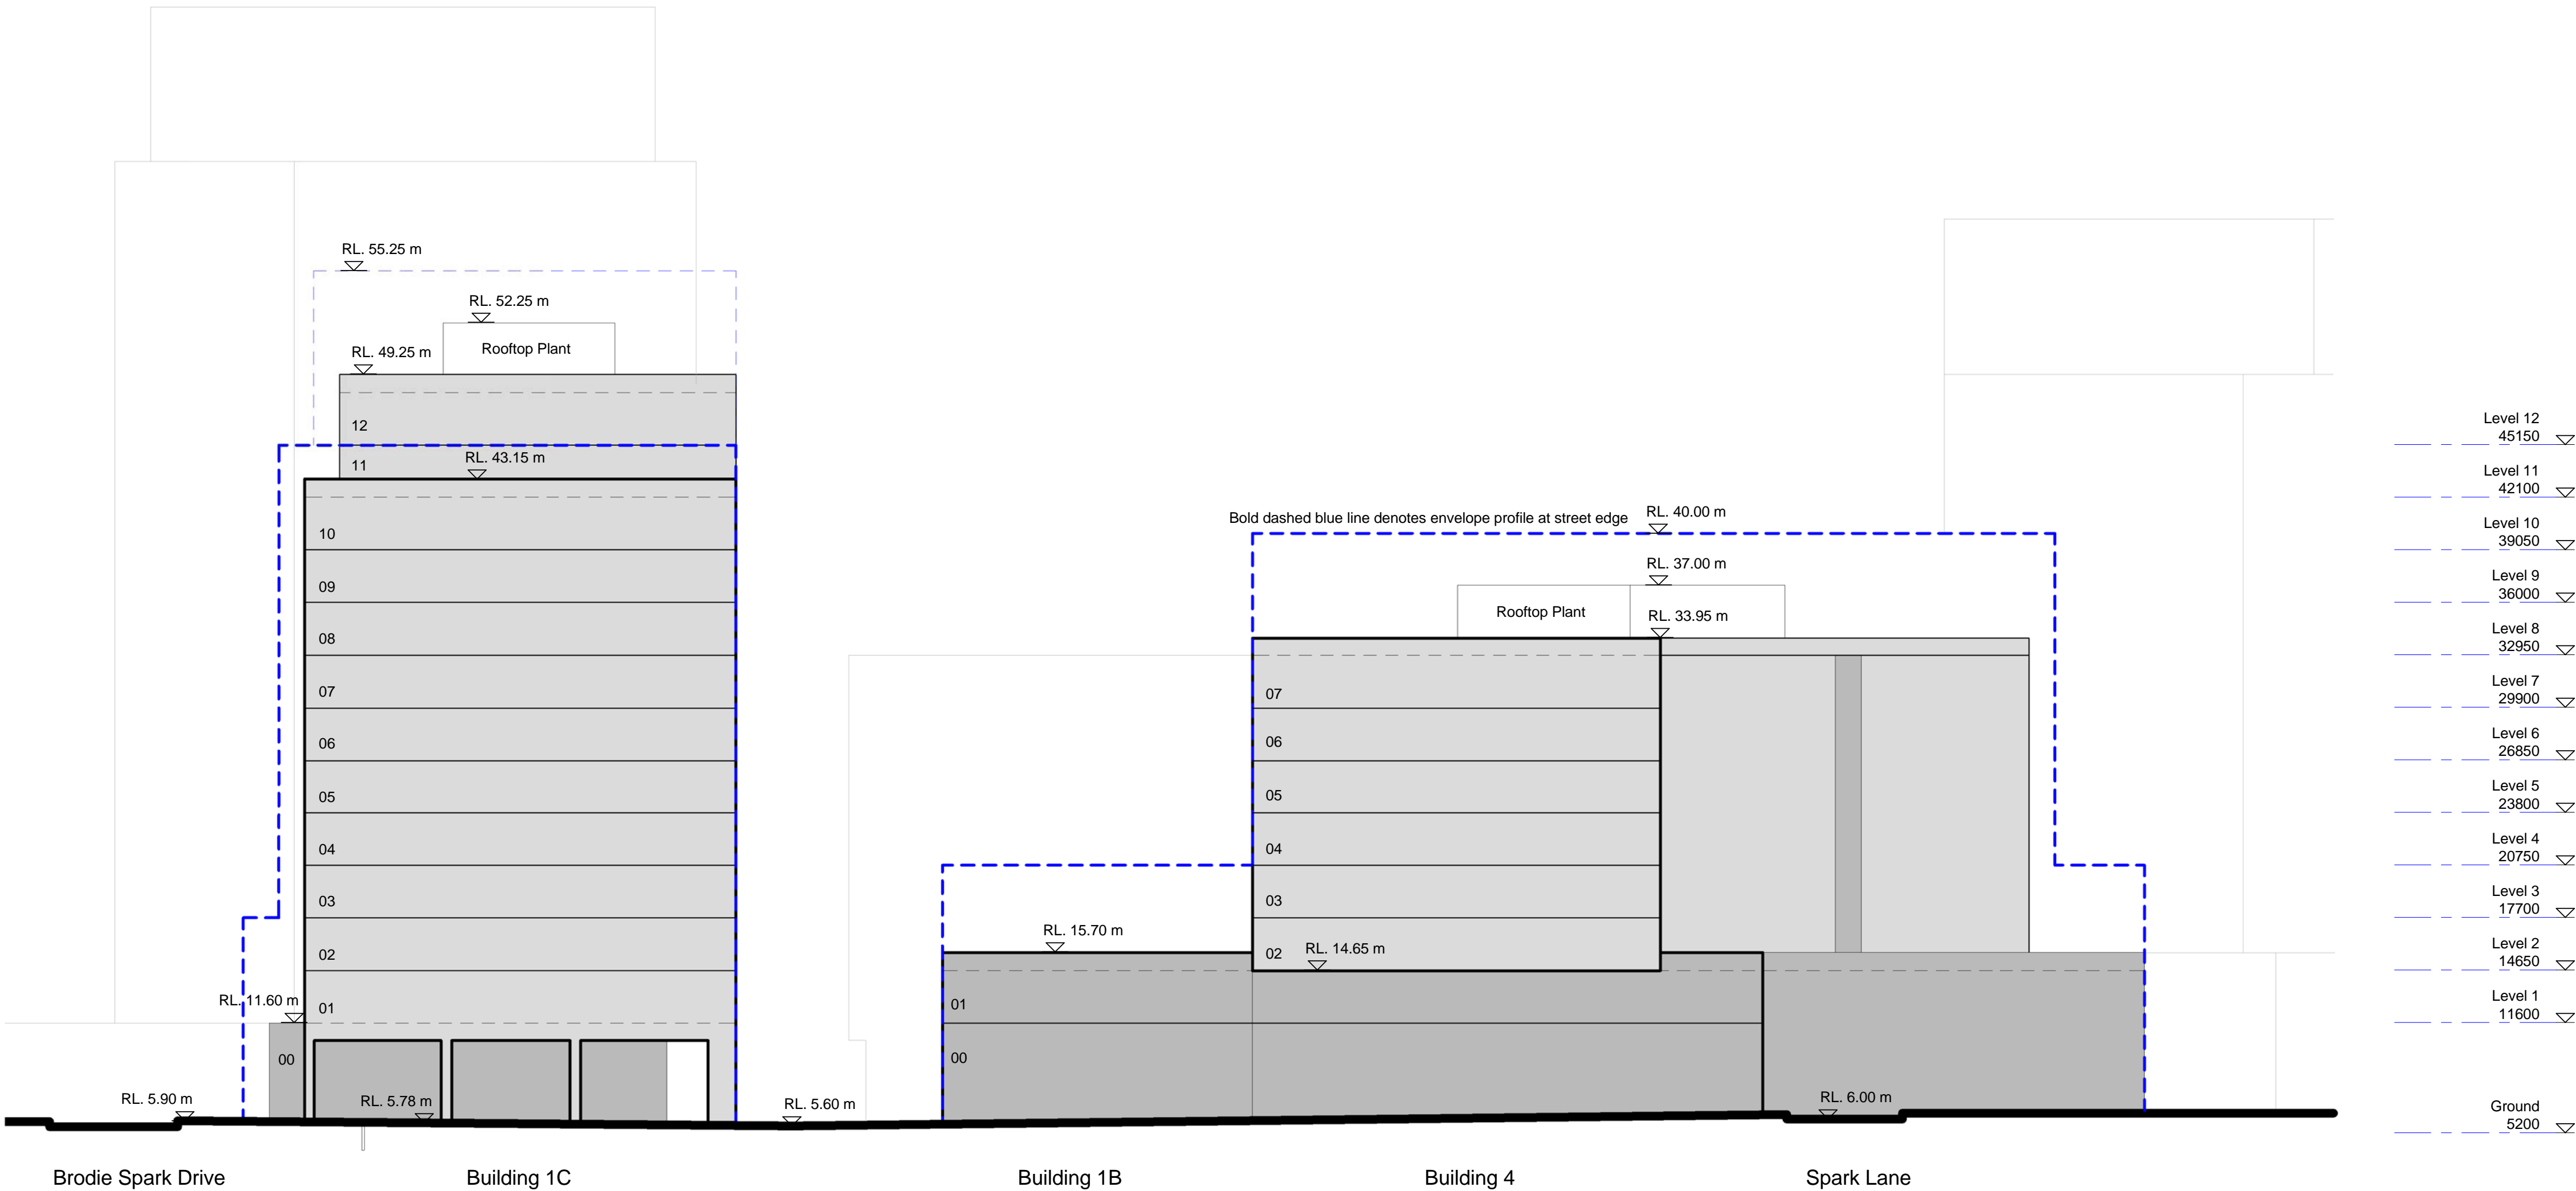 RL. 55.25 m
RL. 52.25 m
Rooftop Plant
RL. 49.25 m
12
11
RL. 43.15 m
10
09
08
07
06
05
04
03
02
01
RL. 11.60 m
00
RL. 5.90 m
RL. 5.78 m
RL. 5.60 m
Bold dashed blue line denotes envelope profile at street edge
RL. 40.00 m
RL. 37.00 m
Rooftop Plant
RL. 33.95 m
07
06
05
04
03
02
RL. 14.65 m
RL. 15.70 m
01
00
RL. 6.00 m
Level 12
45150
Level 11
42100
Level 10
39050
Level 9
36000
Level 8
32950
Level 7
29900
Level 6
26850
Level 5
23800
Level 4
20750
Level 3
17700
Level 2
14650
Level 1
11600
Ground
5200
Brodie Spark Drive
Building 1C
Building 1B
Building 4
Spark Lane